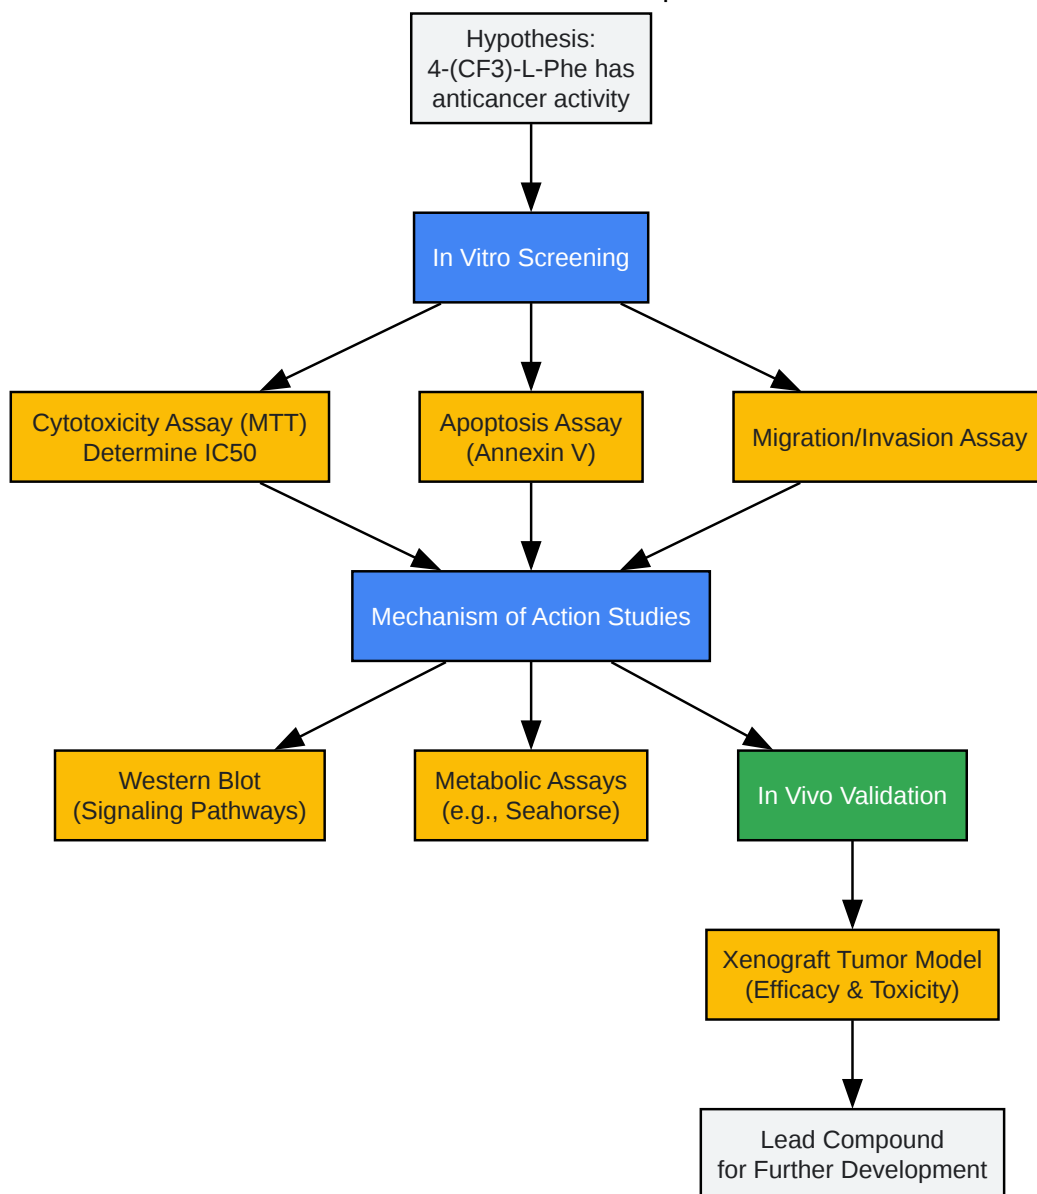 Hypothesis:
4-(CF3)-L-Phe has
anticancer activity
In Vitro Screening
Cytotoxicity Assay (MTT)
Determine IC50
Apoptosis Assay
(Annexin V)
Migration/Invasion Assay
Mechanism of Action Studies
Western Blot
(Signaling Pathways)
Metabolic Assays
(e.g., Seahorse)
In Vivo Validation
Xenograft Tumor Model
(Efficacy & Toxicity)
Lead Compound
for Further Development